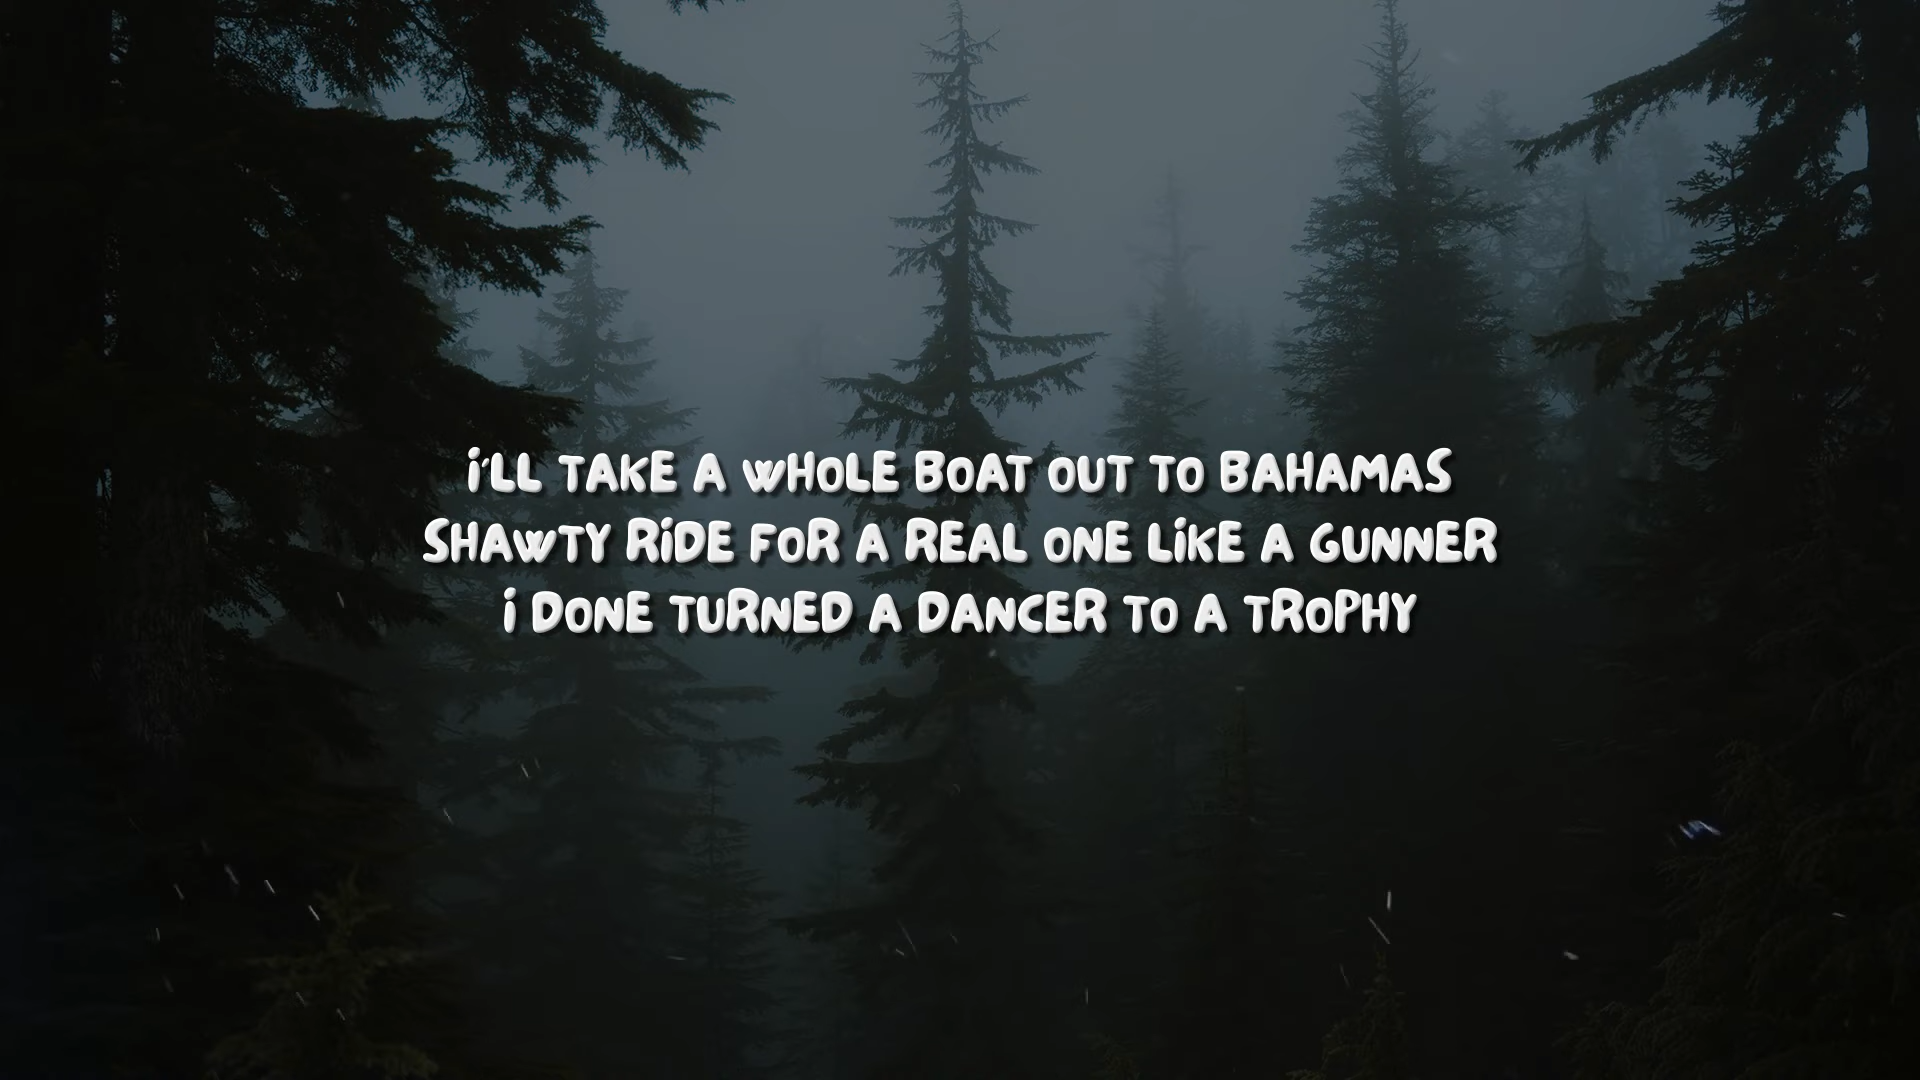 I'LL TAKE A WHOLE BOAT OUT TO BAHAMAS
SHAWTY RIDE FOR A REAL ONE LIKE A GUNNER
I DONE TURNED A DANCER TO A TROPHY